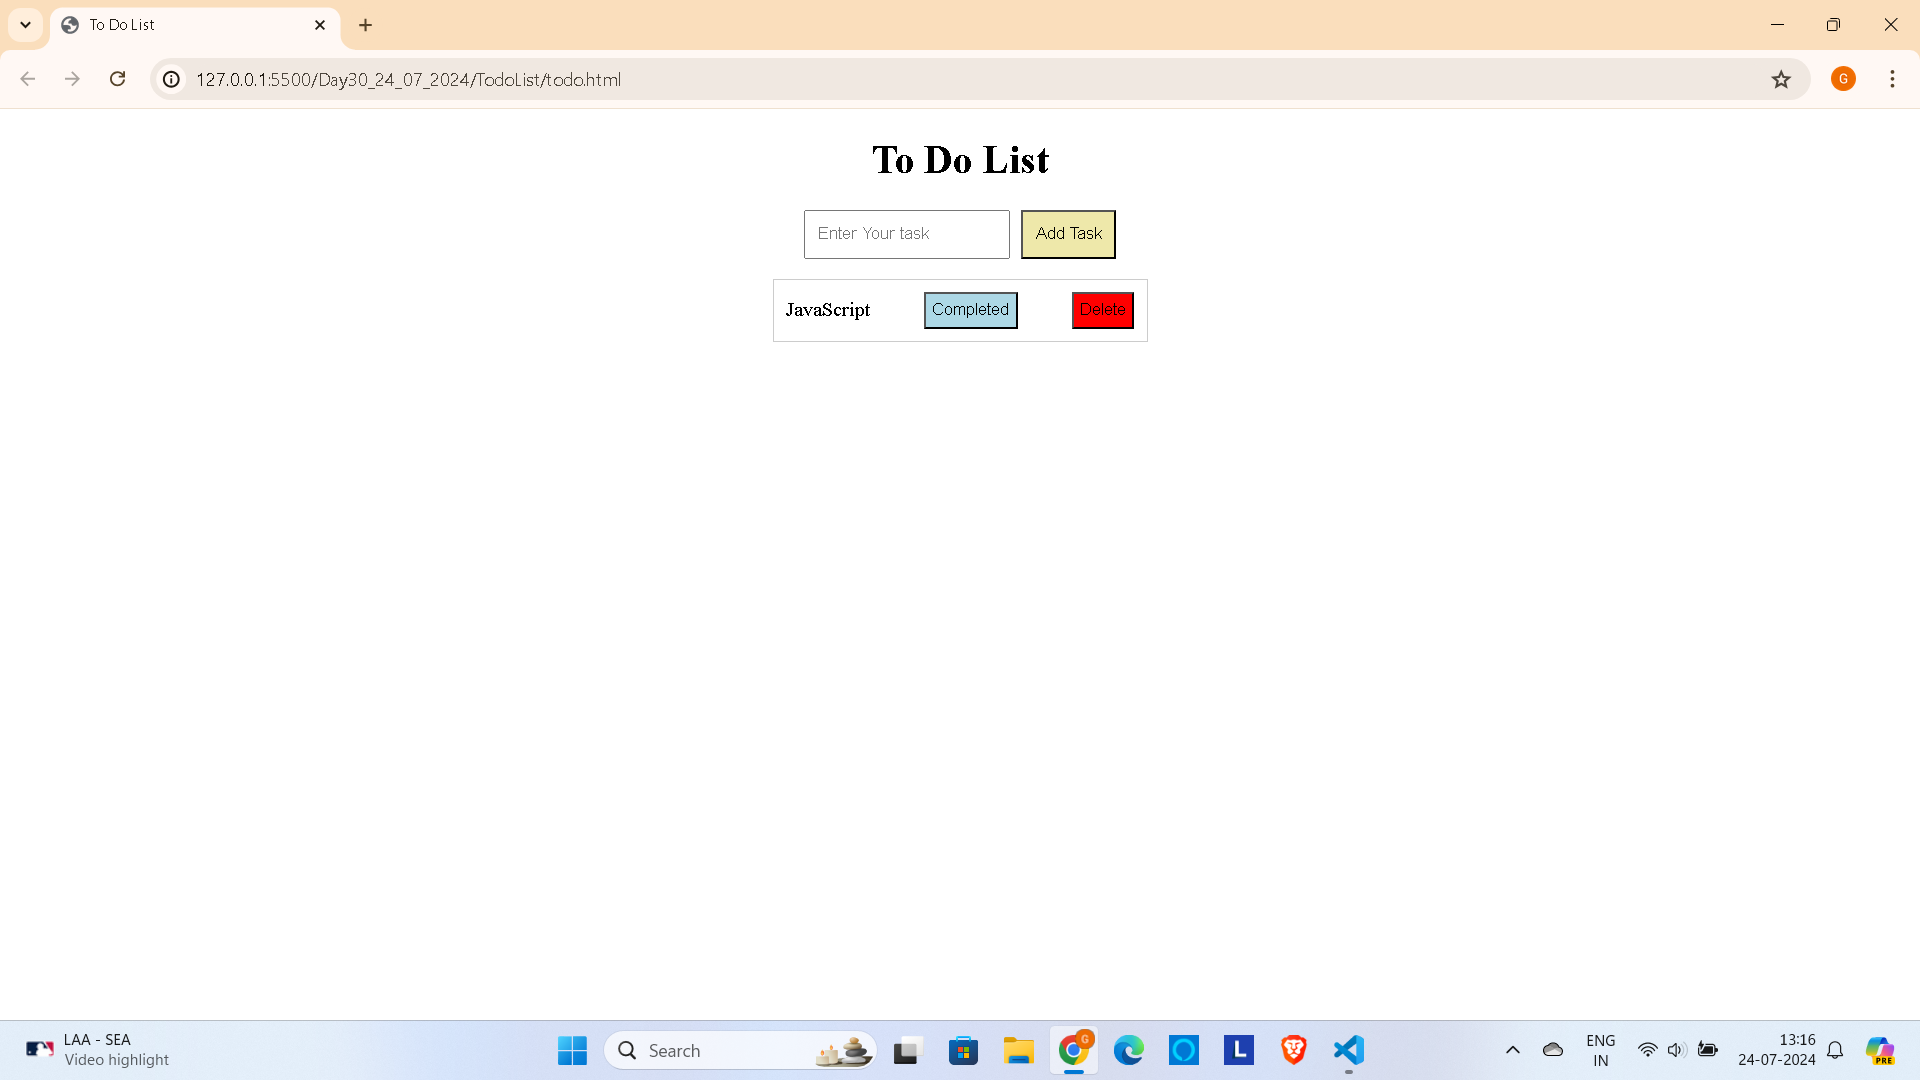 To Do List
127.0.0.1:5500/Day30_24_07_2024/TodoList/todo.html
G
To Do List
Enter Your task
Add Task
JavaScript
Completed
Delete
LAA - SEA
Video highlight
Search
G
L
ENG
IN
13:16
24-07-2024
PRE